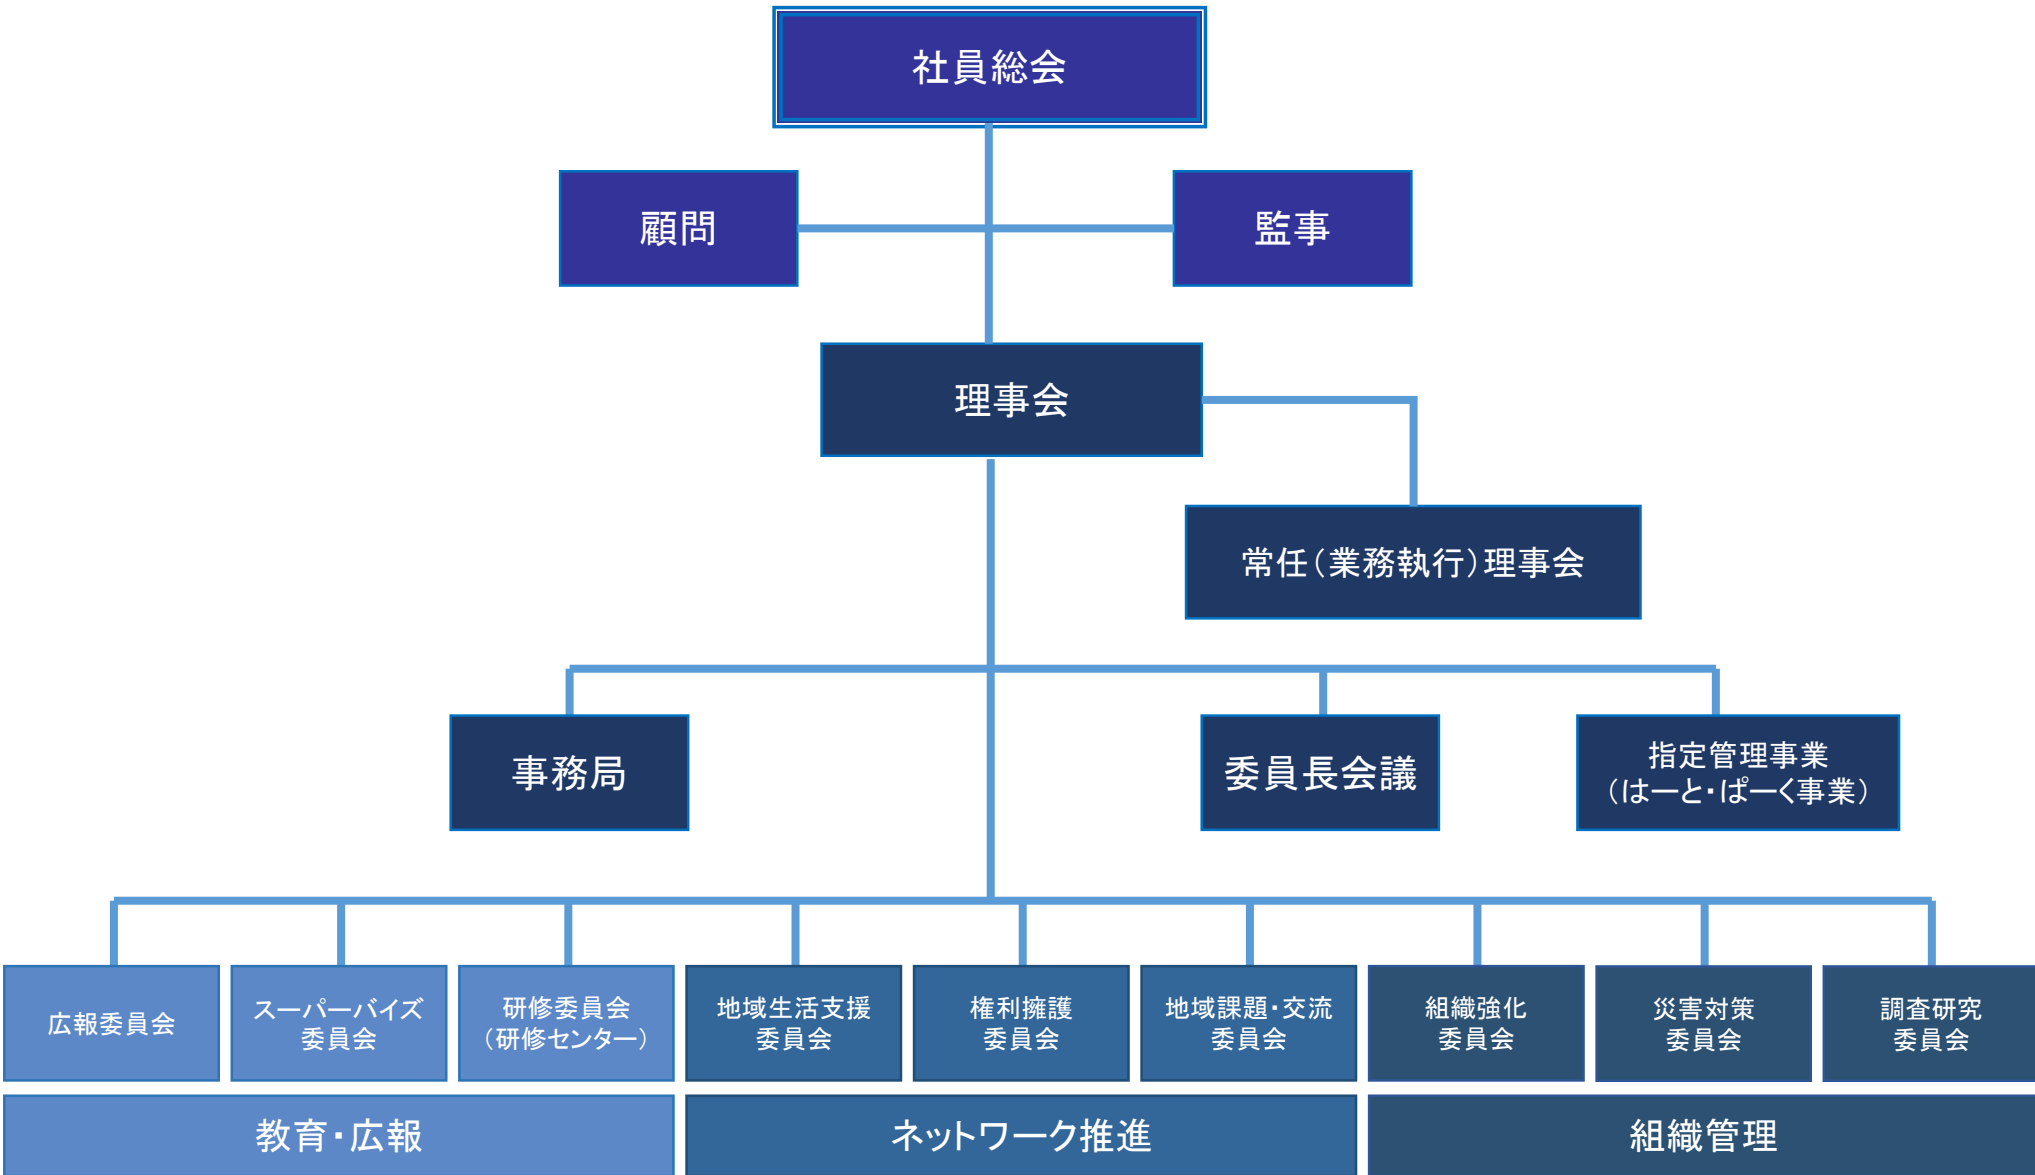 社員総会
顧問
監事
理事会
常任（業務執行）理事会
事務局
委員長会議
指定管理事業
（はーと・ぱーく事業）
広報委員会
スーパーバイズ
委員会
研修委員会
（研修センター）
地域生活支援
委員会
権利擁護
委員会
地域課題・交流
委員会
組織強化
委員会
災害対策
委員会
調査研究
委員会
教育・広報
ネットワーク推進
組織管理